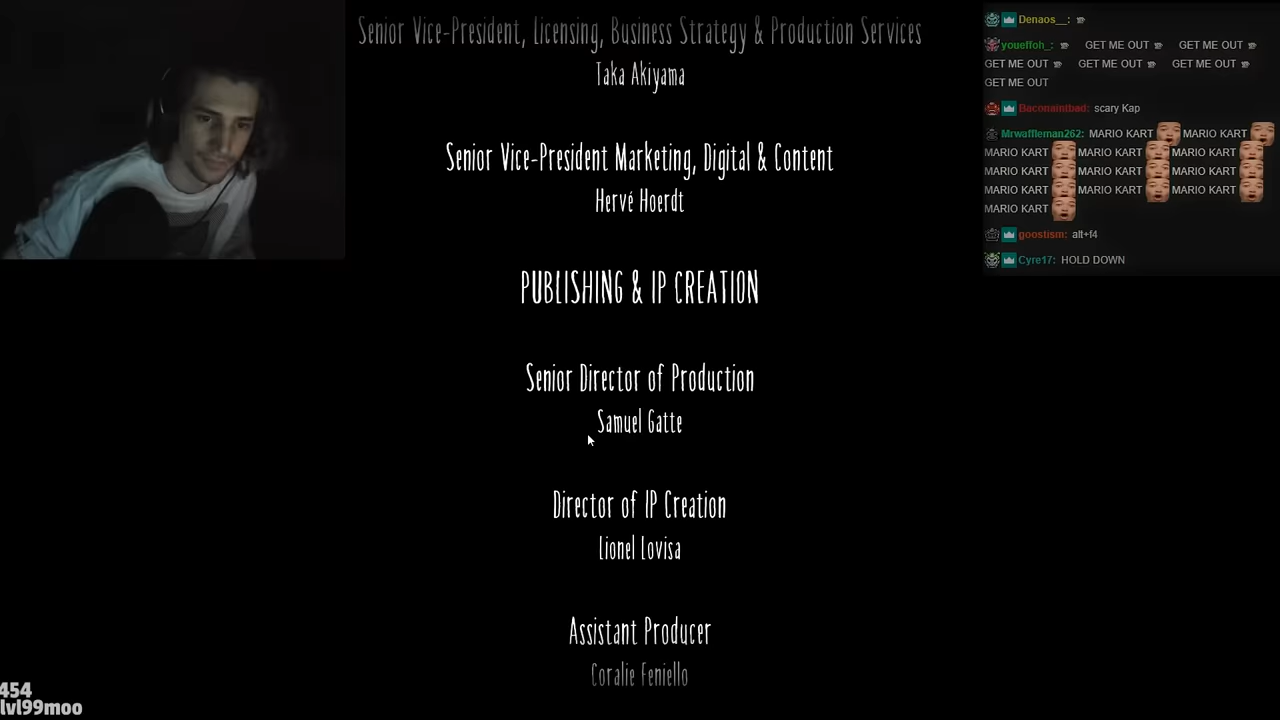 Senior Vice-President, Licensing, Business Strategy & Production Services
Taka Akiyama
Senior Vice-President Marketing, Digital & Content
Hervé Hoerdt
PUBLISHING & IP CREATION
Senior Director of Production
Samuel Gatte
Director of IP Creation
Lionel Lovisa
Assistant Producer
Coralie Feniello
Denaos__:
youeffoh_: GET ME OUT GET ME OUT
GET ME OUT GET ME OUT GET ME OUT
GET ME OUT
Baconaintbad: scary Kap
Mrwaffleman262: MARIO KART MARIO KART
MARIO KART MARIO KART MARIO KART
MARIO KART MARIO KART MARIO KART
MARIO KART MARIO KART MARIO KART
MARIO KART
goostism: alt+f4
Cyre17: HOLD DOWN
454
lvl99moo